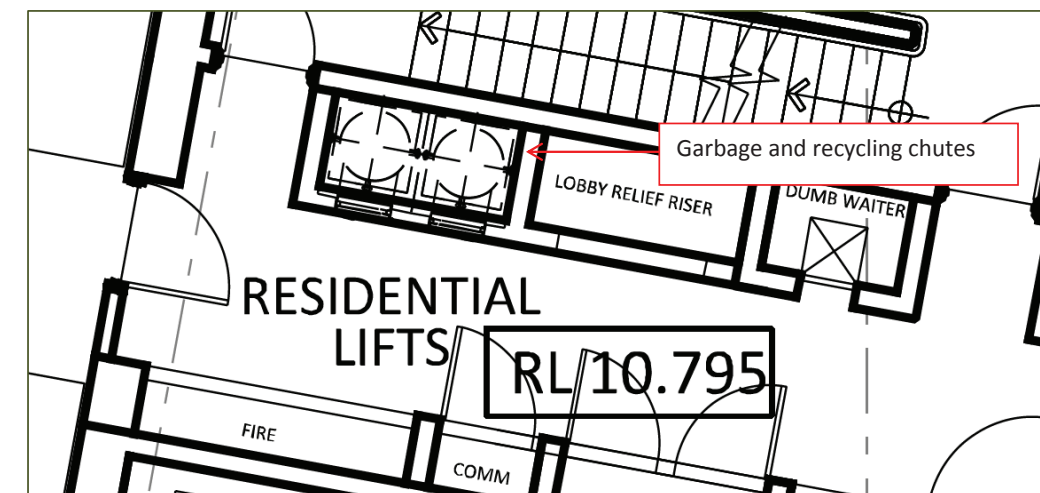 Garbage and recycling chutes
LOBBY RELIEF RISER
DUMB WAITER
RESIDENTIAL
LIFTS
RL 10.795
FIRE
COMM